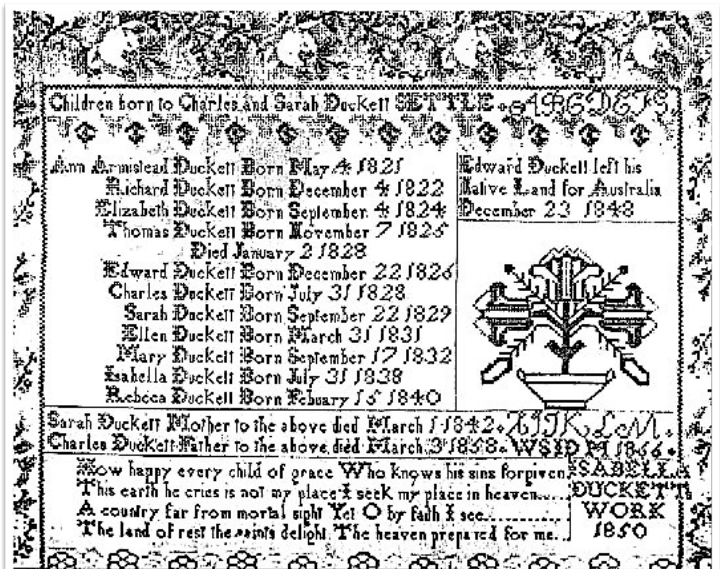 Children born to Charles and Sarah Duckett SETTLE
Ann Armistead Duckett Born May 4 1821
Richard Duckett Born December 4 1822
Elizabeth Duckett Born September 4 1824
Thomas Duckett Born November 7 1825
Died January 2 1828
Edward Duckett Born December 22 1826
Charles Duckett Born July 31 1828
Sarah Duckett Born September 22 1829
Ellen Duckett Born March 31 1831
Mary Duckett Born September 17 1832
Isabella Duckett Born July 31 1838
Rebecca Duckett Born Febuary 15 1840
Edward Duckett left his
Native Land for Australia
December 23 1848
Sarah Duckett Mother to the above died March 1 1842
Charles Duckett Father to the above died March 3 1858 WSID M 1866
How happy every child of grace Who knows his sins forgiven
This earth he cries is not my place I seek my place in heaven.....
A country far from mortal sight Yet O by faith I see.............
The land of rest the saints delight The heaven prepared for me...
ISABELLA
DUCKETTS
WORK
1850